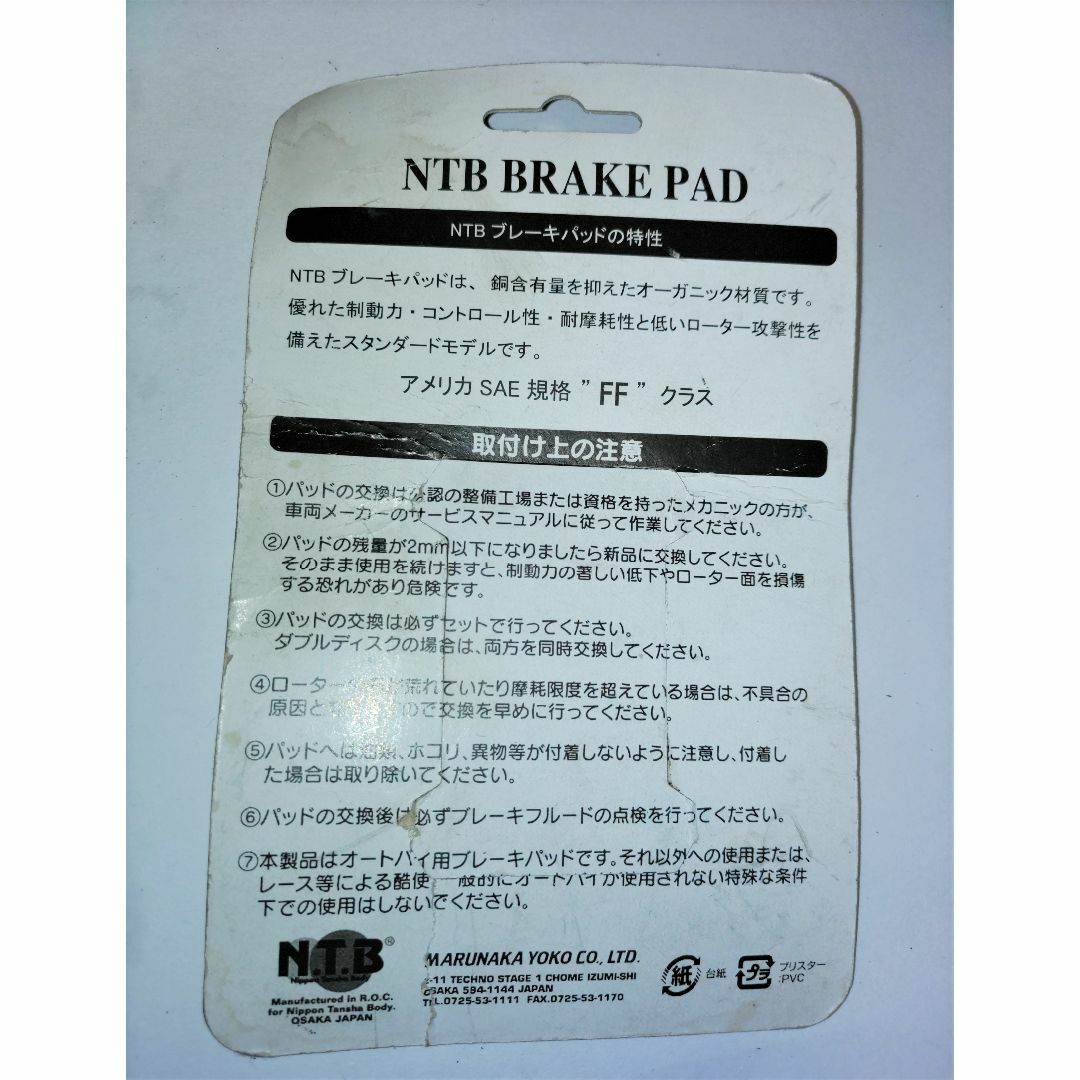 NTB BRAKE PAD
NTB ブレーキパッドの特性
NTB ブレーキパッドは、銅含有量を抑えたオーガニック材質です。
優れた制動力・コントロール性・耐摩耗性と低いローター攻撃性を
備えたスタンダードモデルです。
アメリカ SAE 規格 ” FF ” クラス
取付け上の注意
①パッドの交換は公認の整備工場または資格を持ったメカニックの方が、
車両メーカーのサービスマニュアルに従って作業してください。
②パッドの残量が2mm以下になりましたら新品に交換してください。
そのまま使用を続けますと、制動力の著しい低下やローター面を損傷
する恐れがあり危険です。
③パッドの交換は必ずセットで行ってください。
ダブルディスクの場合は、両方を同時交換してください。
④ローター 荒れていたり摩耗限度を超えている場合は、不具合の
原因と ので交換を早めに行ってください。
⑤パッドへは油類、ホコリ、異物等が付着しないように注意し、付着し
た場合は取り除いてください。
⑥パッドの交換後は必ずブレーキフルードの点検を行ってください。
⑦本製品はオートバイ用ブレーキパッドです。それ以外への使用または、
レース等による酷使 一般的にオートバイが使用されない特殊な条件
下での使用はしないでください。
N.T.B®
Nippon Tansha Body
Manufactured in R.O.C.
for Nippon Tansha Body.
OSAKA JAPAN
MARUNAKA YOKO CO., LTD.
-11 TECHNO STAGE 1 CHOME IZUMI-SHI
OSAKA 594-1144 JAPAN
TEL.0725-53-1111 FAX.0725-53-1170
紙 台紙
プラ ブリスター
:PVC